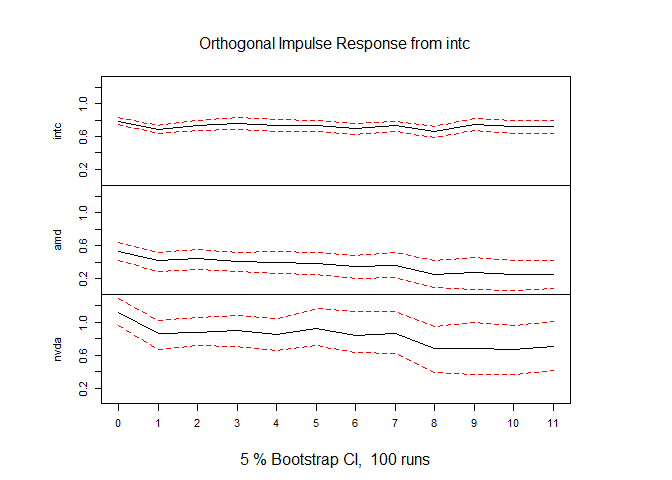 Orthogonal Impulse Response from intc
intc
0.2 0.6 1.0
amd
0.2 0.6 1.0
nvda
0.2 0.6 1.0
0 1 2 3 4 5 6 7 8 9 10 11
5 % Bootstrap CI, 100 runs